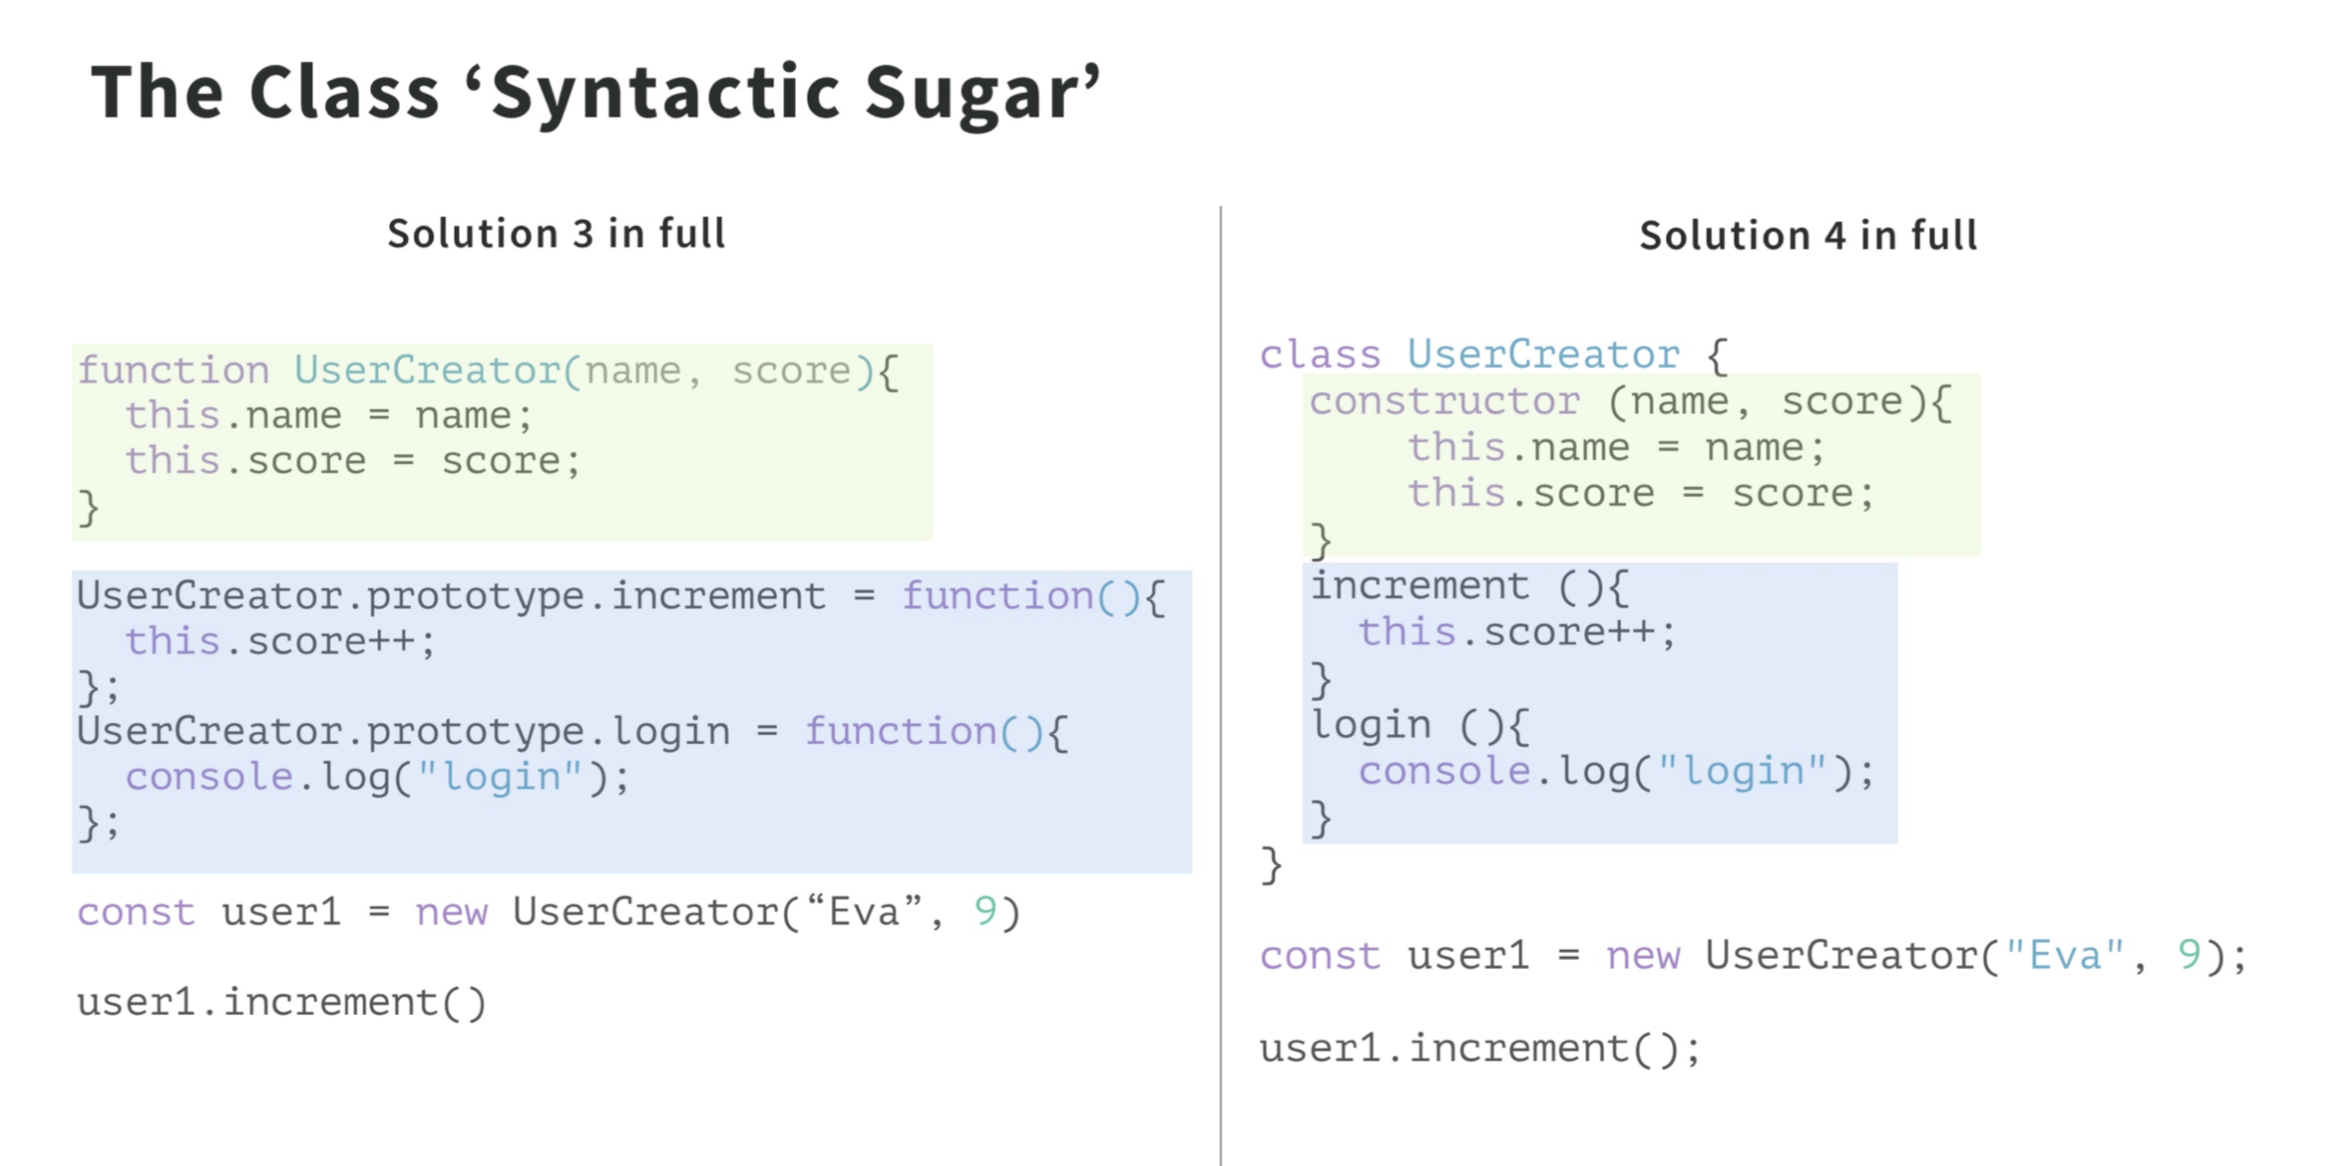 The Class ‘Syntactic Sugar’
Solution 3 in full
function UserCreator(name, score){
  this.name = name;
  this.score = score;
}
UserCreator.prototype.increment = function(){
  this.score++;
};
UserCreator.prototype.login = function(){
  console.log("login");
};
const user1 = new UserCreator(“Eva”, 9)
user1.increment()
Solution 4 in full
class UserCreator {
  constructor (name, score){
      this.name = name;
      this.score = score;
  }
  increment (){
    this.score++;
  }
  login (){
    console.log("login");
  }
}
const user1 = new UserCreator("Eva", 9);
user1.increment();